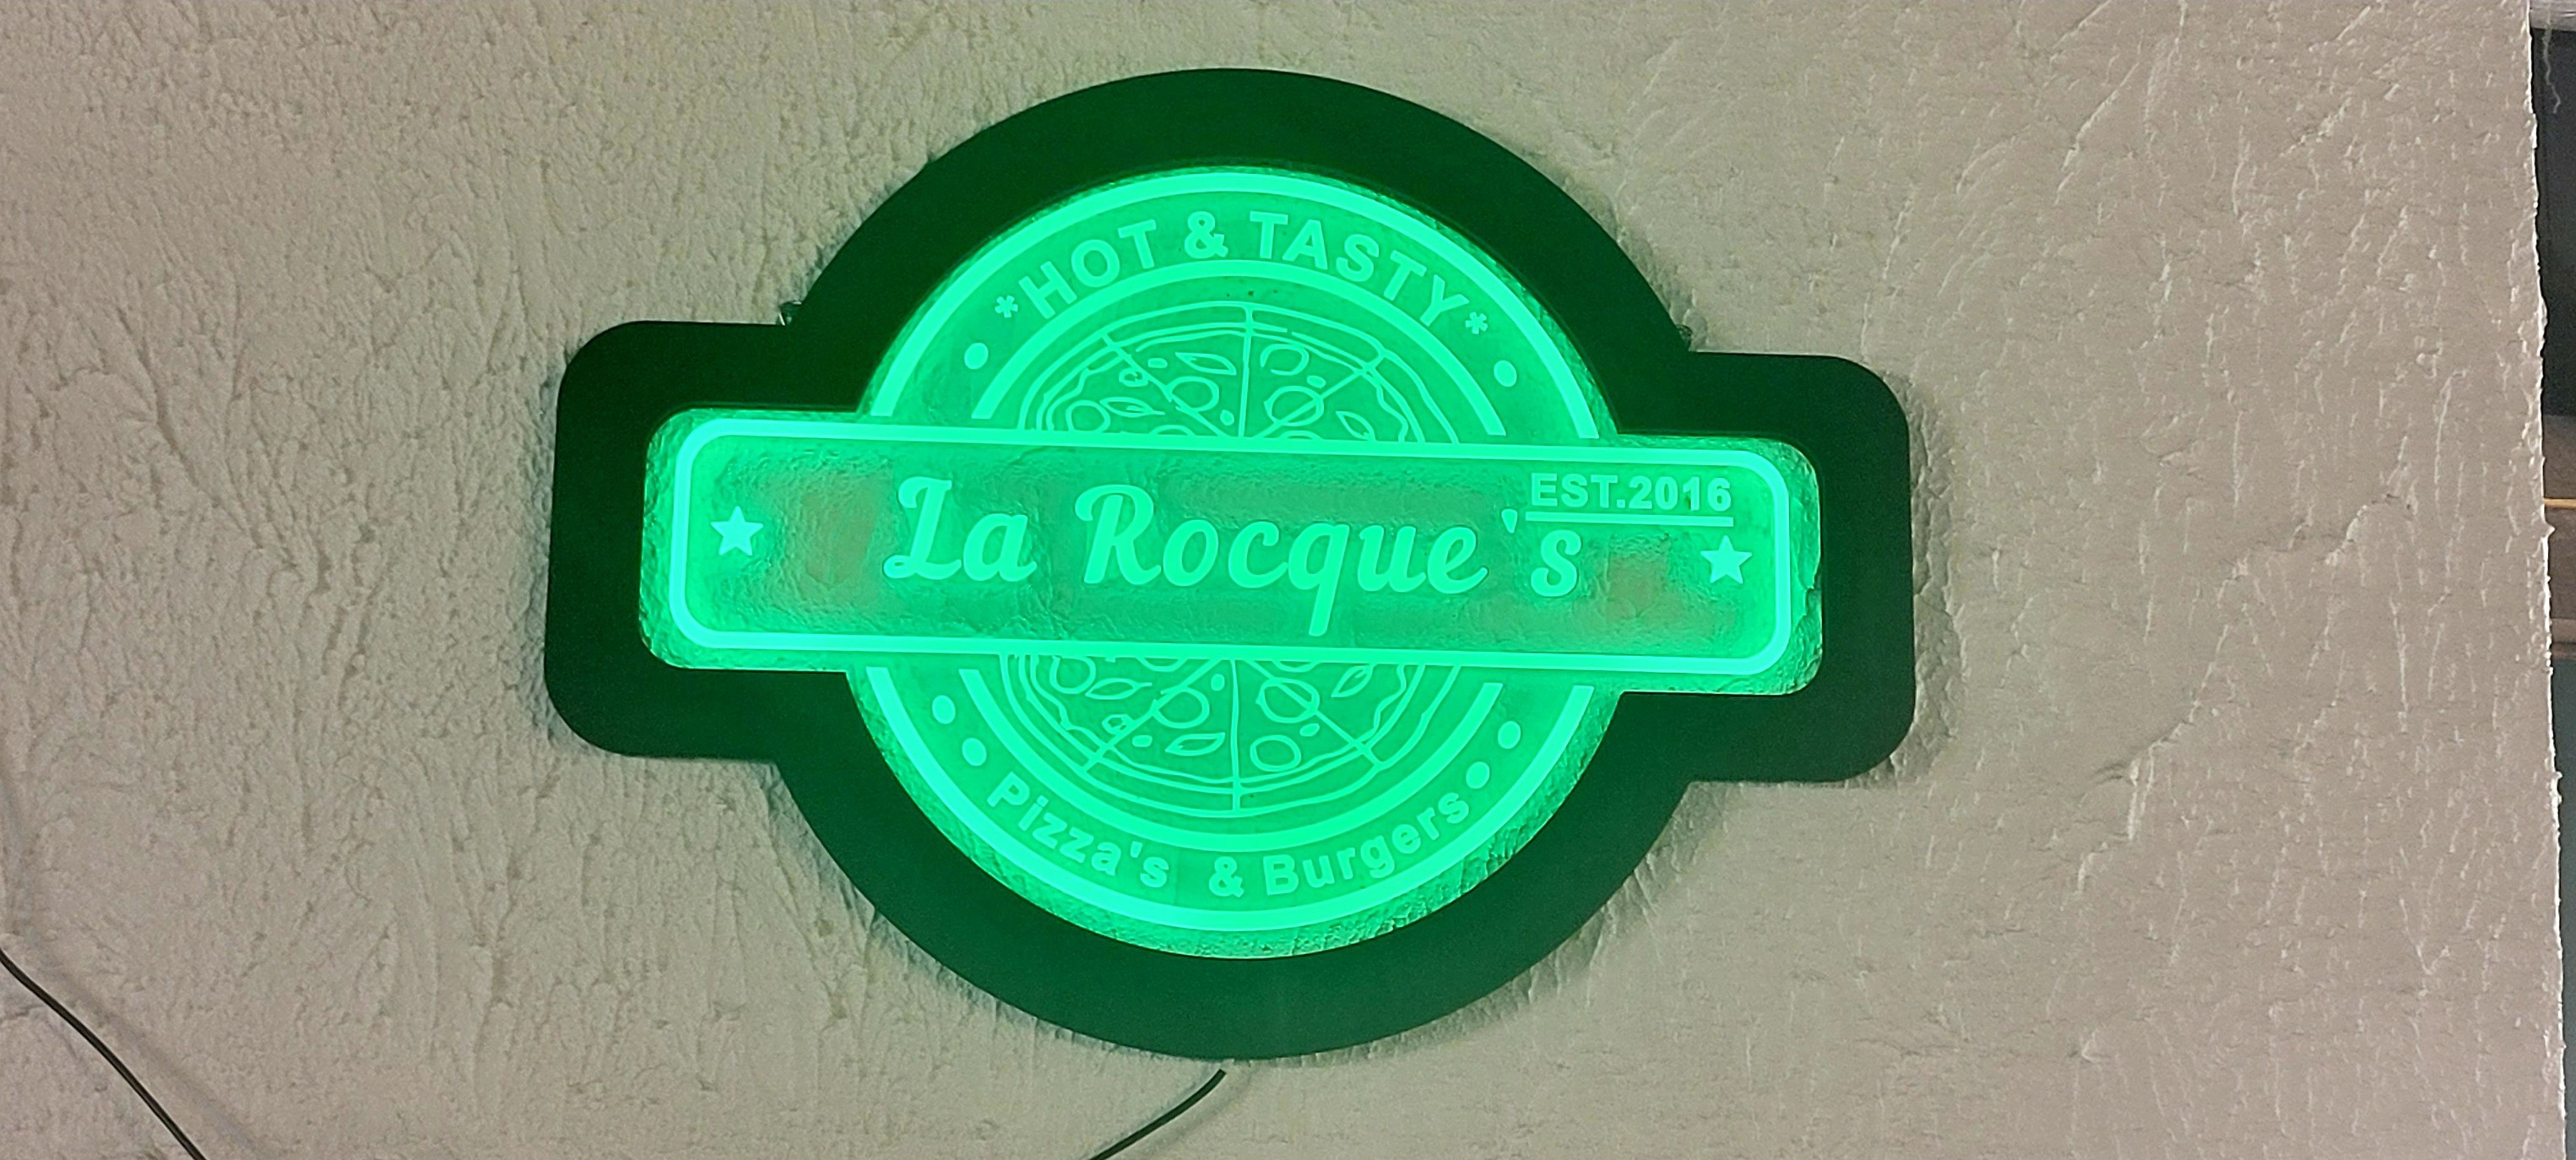 *HOT & TASTY*
EST.2016
La Rocque's
Pizza's & Burgers